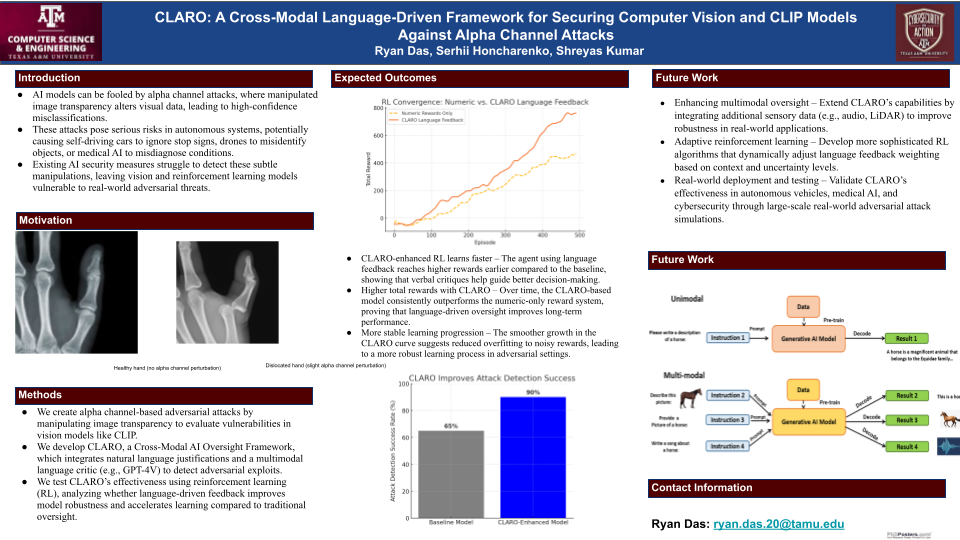 CLARO: A Cross-Modal Language-Driven Framework for Securing Computer Vision and CLIP Models
Against Alpha Channel Attacks
Ryan Das, Serhii Honcharenko, Shreyas Kumar
COMPUTER SCIENCE
& ENGINEERING
TEXAS A&M UNIVERSITY
CYBERSECURITY
ACTION
TEXAS A&M UNIVERSITY
Introduction
AI models can be fooled by alpha channel attacks, where manipulated
image transparency alters visual data, leading to high-confidence
misclassifications.
These attacks pose serious risks in autonomous systems, potentially
causing self-driving cars to ignore stop signs, drones to misidentify
objects, or medical AI to misdiagnose conditions.
Existing AI security measures struggle to detect these subtle
manipulations, leaving vision and reinforcement learning models
vulnerable to real-world adversarial threats.
Motivation
Healthy hand (no alpha channel perturbation)
Dislocated hand (slight alpha channel perturbation)
Methods
We create alpha channel-based adversarial attacks by
manipulating image transparency to evaluate vulnerabilities in
vision models like CLIP.
We develop CLARO, a Cross-Modal AI Oversight Framework,
which integrates natural language justifications and a multimodal
language critic (e.g., GPT-4V) to detect adversarial exploits.
We test CLARO's effectiveness using reinforcement learning
(RL), analyzing whether language-driven feedback improves
model robustness and accelerates learning compared to traditional
oversight.
Expected Outcomes
RL Convergence: Numeric vs. CLARO Language Feedback
Numeric Rewards Only
CLARO Language Feedback
Total Reward
800
600
400
200
0
0 100 200 300 400 500
Episode
CLARO-enhanced RL learns faster – The agent using language
feedback reaches higher rewards earlier compared to the baseline,
showing that verbal critiques help guide better decision-making.
Higher total rewards with CLARO – Over time, the CLARO-based
model consistently outperforms the numeric-only reward system,
proving that language-driven oversight improves long-term
performance.
More stable learning progression – The smoother growth in the
CLARO curve suggests reduced overfitting to noisy rewards, leading
to a more robust learning process in adversarial settings.
CLARO Improves Attack Detection Success
Attack Detection Success Rate (%)
100
80
60
40
20
0
65%
90%
Baseline Model
CLARO-Enhanced Model
Future Work
Enhancing multimodal oversight – Extend CLARO's capabilities by
integrating additional sensory data (e.g., audio, LiDAR) to improve
robustness in real-world applications.
Adaptive reinforcement learning – Develop more sophisticated RL
algorithms that dynamically adjust language feedback weighting
based on context and uncertainty levels.
Real-world deployment and testing – Validate CLARO's
effectiveness in autonomous vehicles, medical AI, and
cybersecurity through large-scale real-world adversarial attack
simulations.
Future Work
Unimodal
Data
Pre-train
Please write a description
of a horse:
Instruction 1
Prompt
Generative AI Model
Decode
Result 1
A horse is a magnificent animal that
belongs to the Equidae family...
Multi-modal
Data
Pre-train
Describe this
picture:
Instruction 2
Prompt
Decode
Result 2
This is a hor
Provide a
Picture of a horse:
Instruction 3
Prompt
Generative AI Model
Decode
Result 3
Write a song about
a horse:
Instruction 4
Prompt
Decode
Result 4
Contact Information
Ryan Das: ryan.das.20@tamu.edu
PhDPosters.com